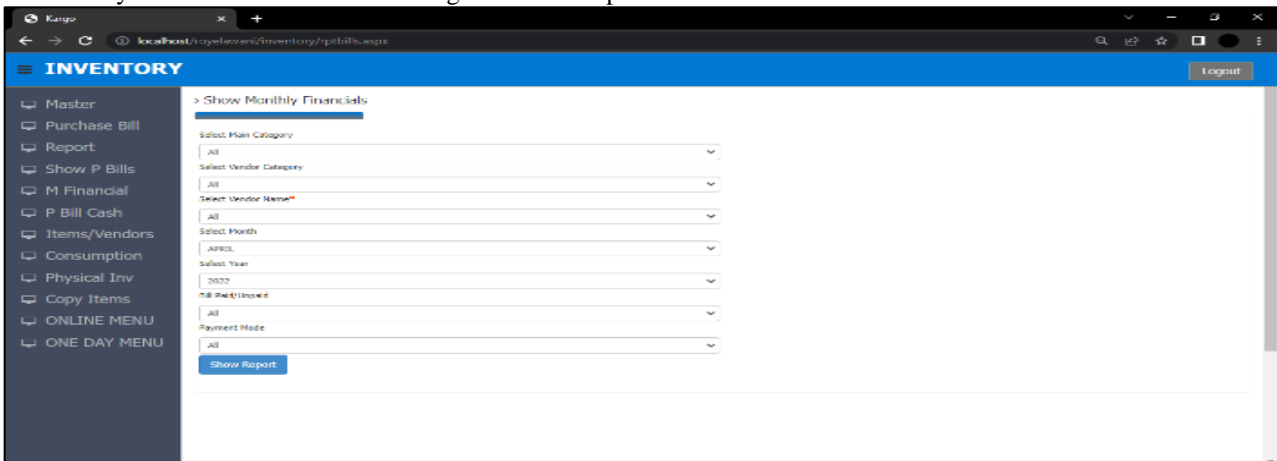 Kargo
localhost/royelawani/inventory/rptbills.aspx
INVENTORY
Logout
Master
Purchase Bill
Report
Show P Bills
M Financial
P Bill Cash
Items/Vendors
Consumption
Physical Inv
Copy Items
ONLINE MENU
ONE DAY MENU
> Show Monthly Financials
Select Main Category
All
Select Vendor Category
All
Select Vendor Name*
All
Select Month
APRIL
Select Year
2022
Bill Paid/Unpaid
All
Payment Mode
All
Show Report